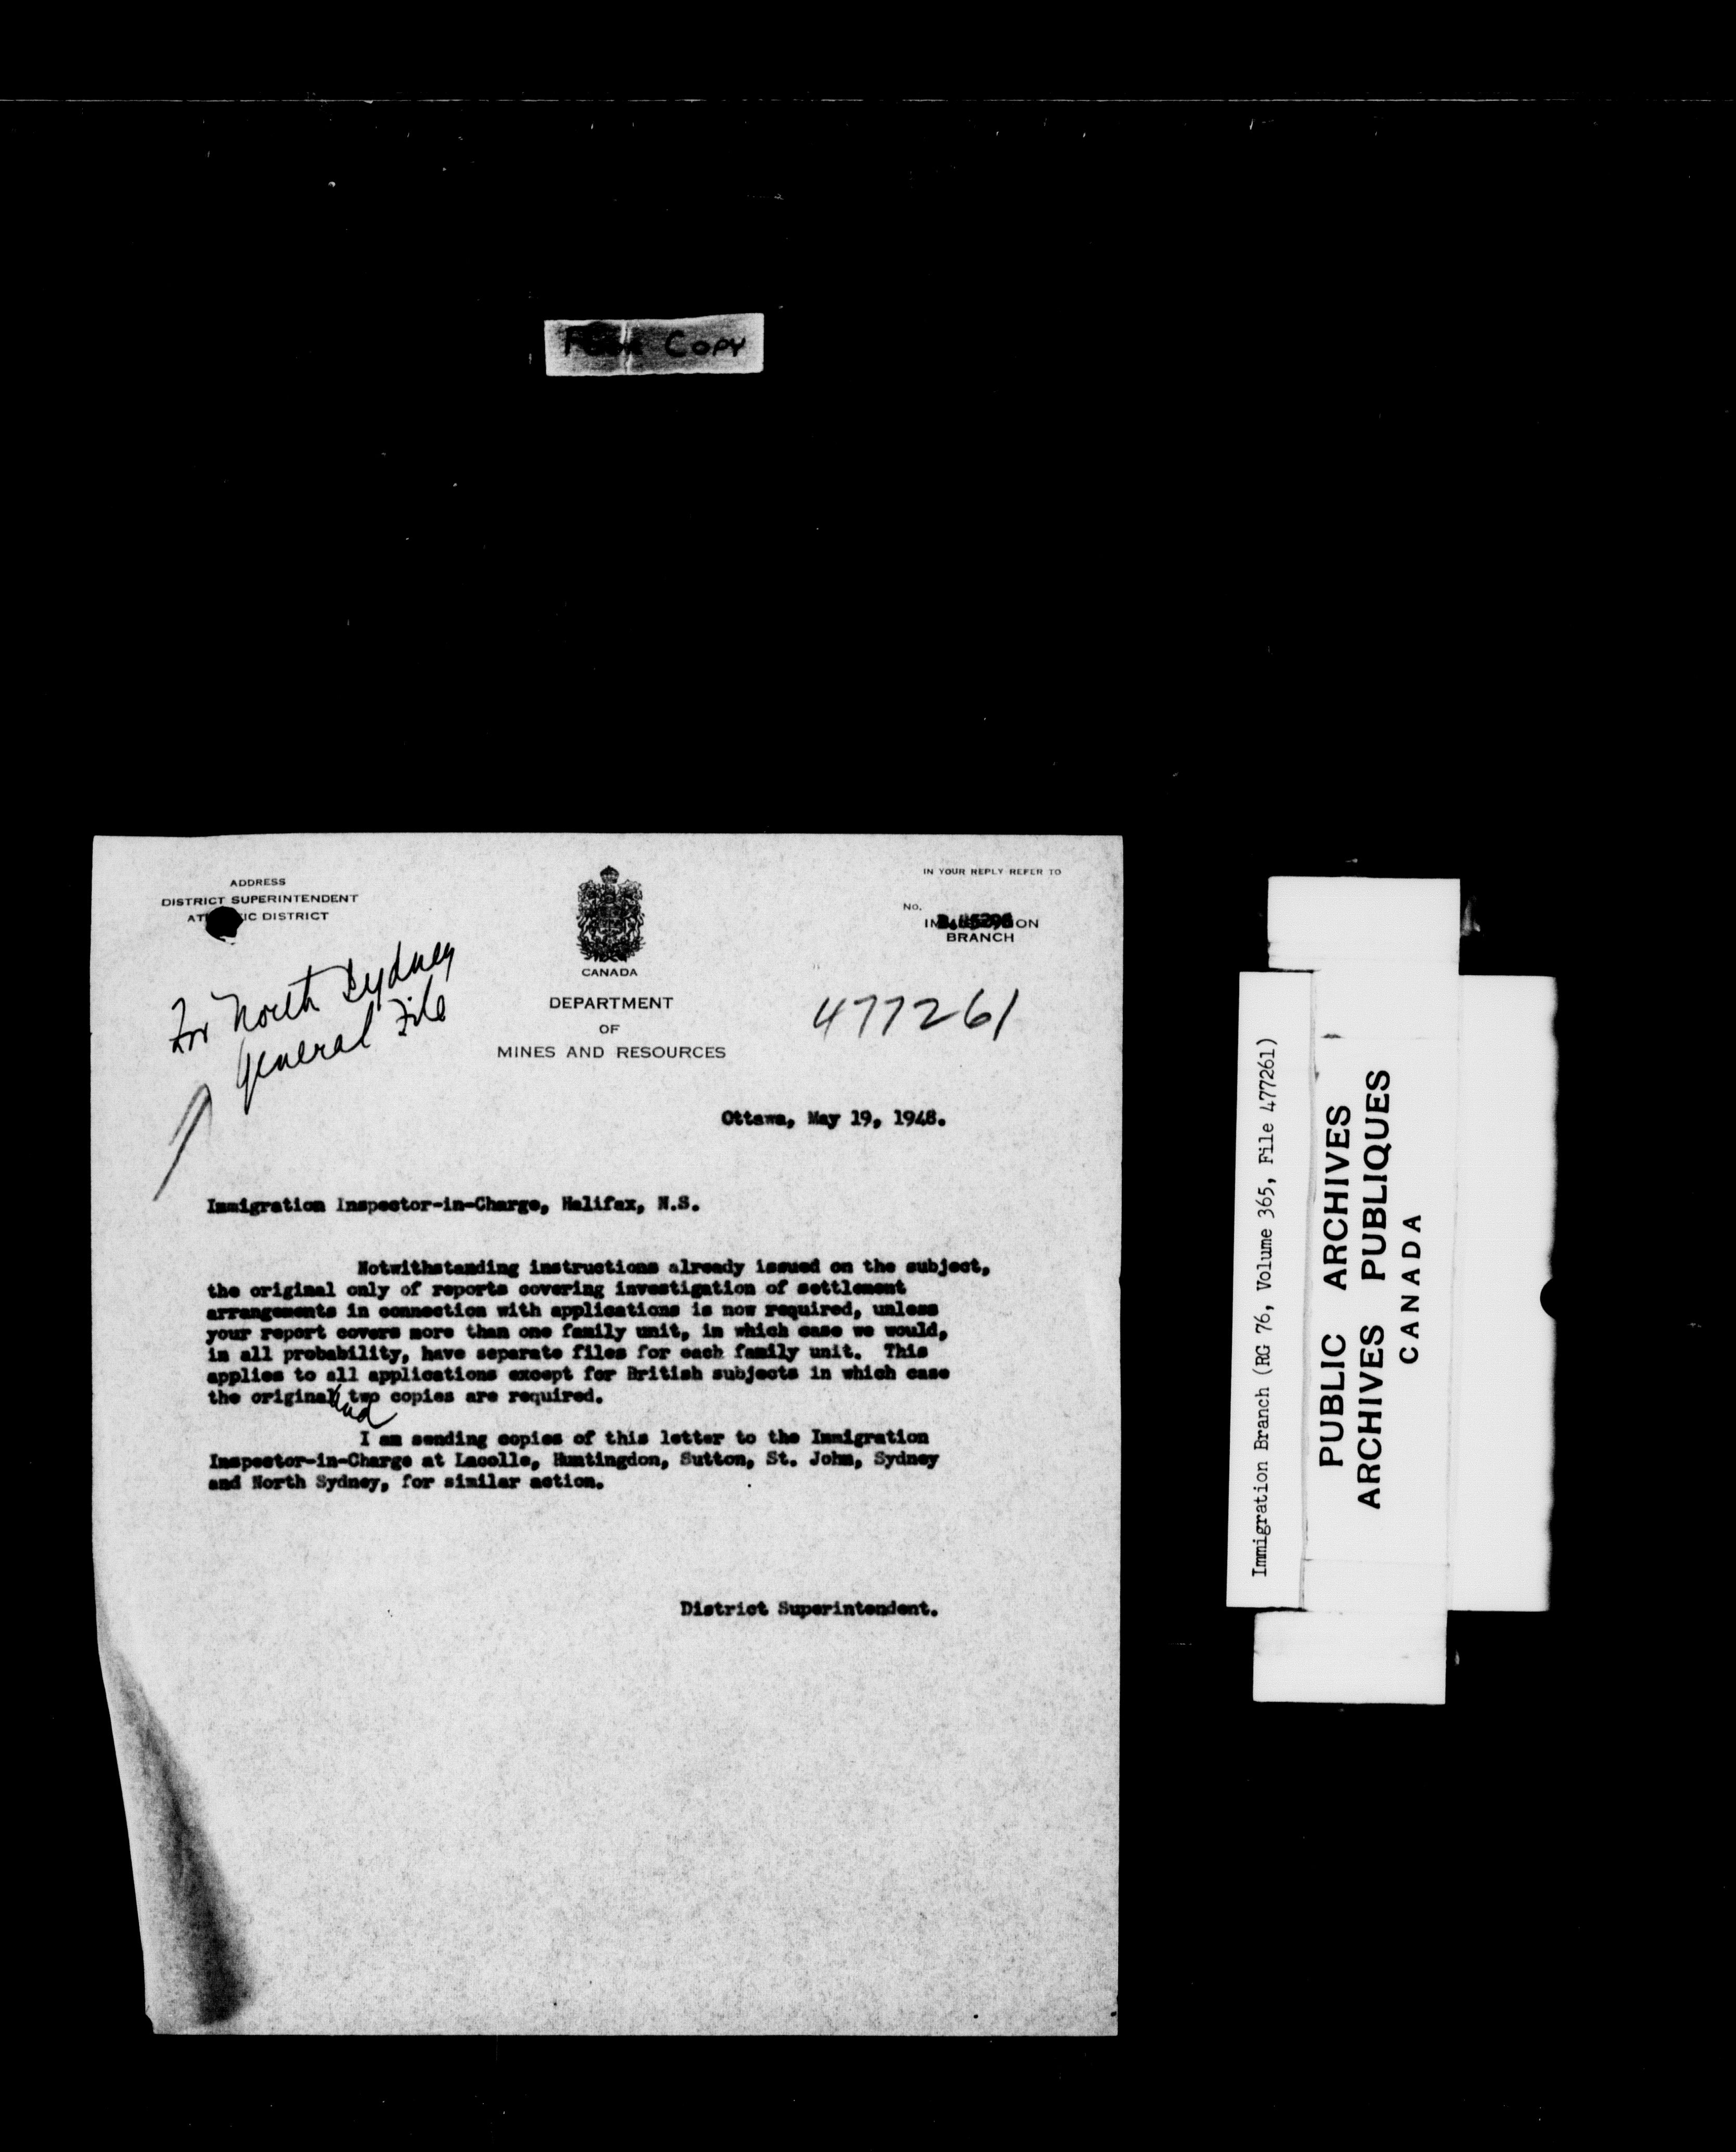 Copy
ADDRESS
DISTRICT SUPERINTENDENT
DISTRICT
For North Sydney
General File
CANADA
DEPARTMENT
OF
MINES AND RESOURCES
IN YOUR REPLY REFER TO
NO.
BRANCH
477261
Ottawa, May 19, 1948.
Immigration Inspector-in-Charge, Halifax, N.S.
Notwithstanding instructions already issued on the subject,
the original only of reports covering investigation of settlement
arrangements in connection with applications is now required, unless
your report covers more than one family unit, in which case we would,
in all probability, have separate files for each family unit. This
applies to all applications except for British subjects in which case
the original and two copies are required.
I am sending copies of this letter to the Immigration
Inspector-in-Charge at Lacolle, Huntingdon, Sutton, St. John, Sydney
and North Sydney, for similar action.
District Superintendent.
Immigration Branch (RG 76, Volume 365, File 477261)
PUBLIC ARCHIVES
ARCHIVES PUBLIQUES
CANADA